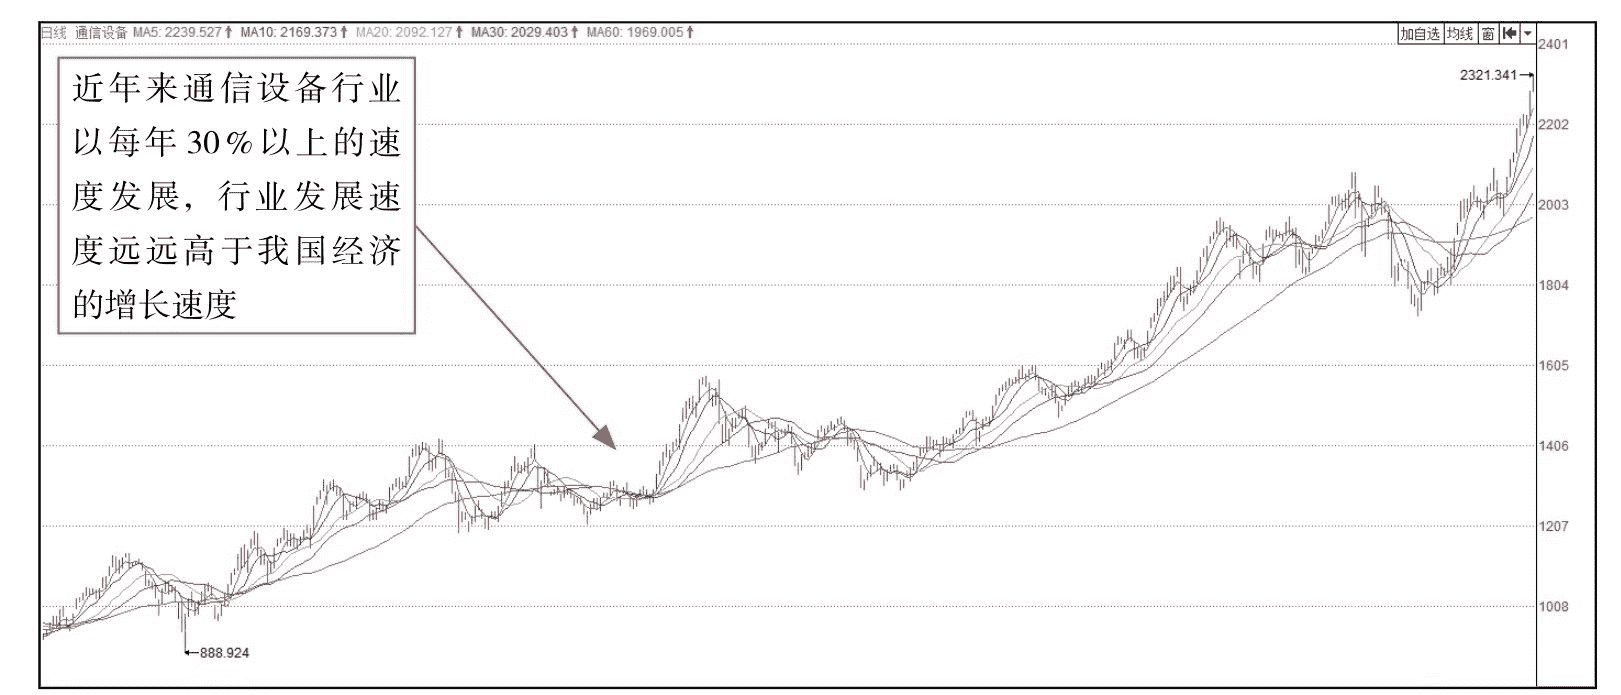 日线 通信设备 MA5: 2239.527↑ MA10: 2169.373↑ MA20: 2092.127↑ MA30: 2029.403↑ MA60: 1969.005↑
加自选 均线 窗
2401
2321.341
近年来通信设备行业
以每年30%以上的速
度发展，行业发展速
度远远高于我国经济
的增长速度
2202
2003
1804
1605
1406
1207
1008
888.924